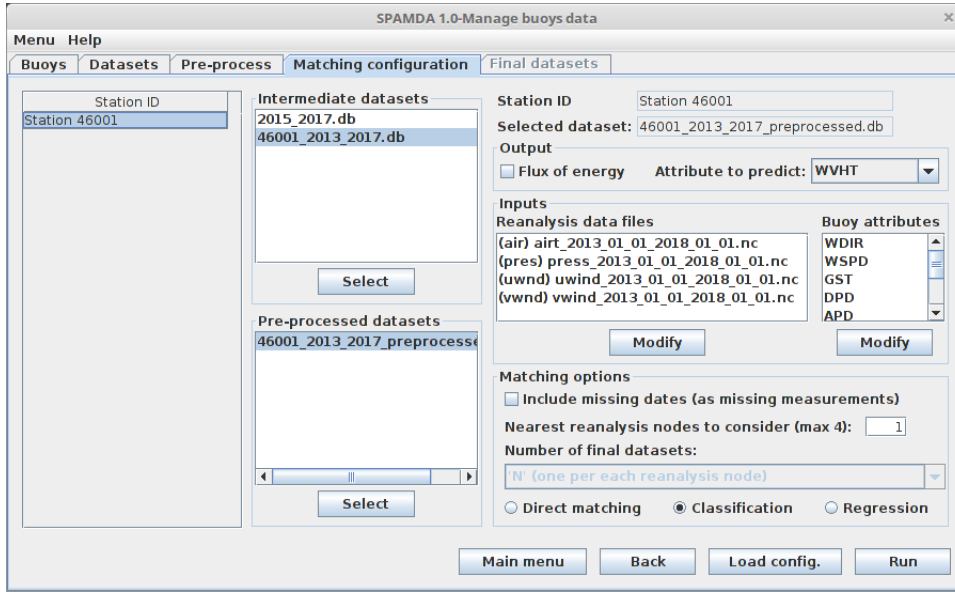 SPAMDA 1.0-Manage buoys data
Menu Help
Buoys Datasets Pre-process Matching configuration Final datasets
Station ID
Station 46001
Intermediate datasets
2015_2017.db
46001_2013_2017.db
Select
Pre-processed datasets
46001_2013_2017_preprocesse
Select
Station ID Station 46001
Selected dataset: 46001_2013_2017_preprocessed.db
Output
Flux of energy Attribute to predict: WVHT
Inputs
Reanalysis data files
(air) airt_2013_01_01_2018_01_01.nc
(pres) press_2013_01_01_2018_01_01.nc
(uwnd) uwind_2013_01_01_2018_01_01.nc
(vwnd) vwind_2013_01_01_2018_01_01.nc
Modify
Buoy attributes
WDIR
WSPD
GST
DPD
APD
Modify
Matching options
Include missing dates (as missing measurements)
Nearest reanalysis nodes to consider (max 4): 1
Number of final datasets:
'N' (one per each reanalysis node)
Direct matching Classification Regression
Main menu Back Load config. Run